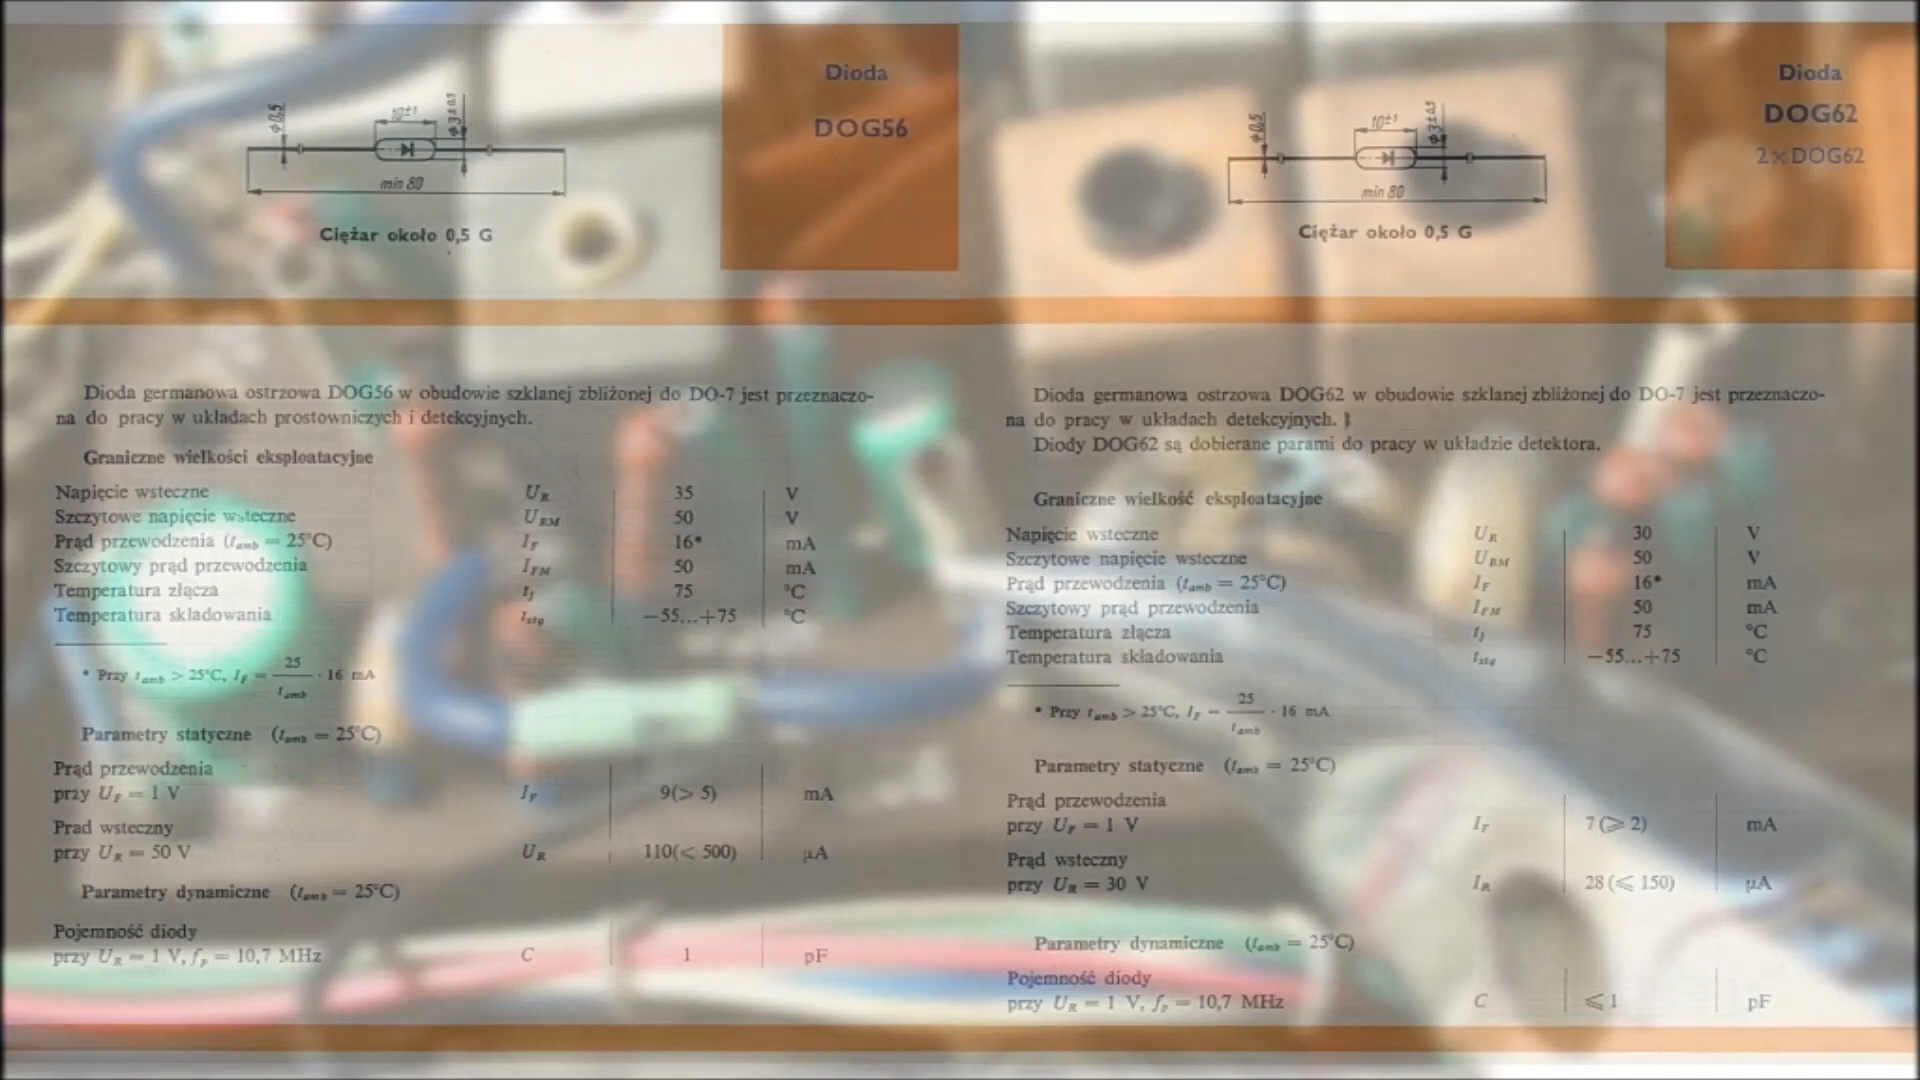 ϕ0,5
10±1
ϕ3±0,5
min 80
Ciężar około 0,5 G
Dioda
DOG56
Dioda germanowa ostrzowa DOG56 w obudowie szklanej zbliżonej do DO-7 jest przeznaczo-
na do pracy w układach prostowniczych i detekcyjnych.
Graniczne wielkości eksploatacyjne
Napięcie wsteczne U_R 35 V
Szczytowe napięcie wsteczne U_RM 50 V
Prąd przewodzenia (t_amb = 25°C) I_F 16* mA
Szczytowy prąd przewodzenia I_FM 50 mA
Temperatura złącza t_j 75 °C
Temperatura składowania t_stg −55...+75 °C
* Przy t_amb > 25°C, I_F = 25/t_amb · 16 mA
Parametry statyczne (t_amb = 25°C)
Prąd przewodzenia
przy U_F = 1 V I_F 9(> 5) mA
Prad wsteczny
przy U_R = 50 V U_R 110(< 500) µA
Parametry dynamiczne (t_amb = 25°C)
Pojemność diody
przy U_R = 1 V, f_p = 10,7 MHz C 1 pF
ϕ0,5
10±1
ϕ3±0,5
min 80
Ciężar około 0,5 G
Dioda
DOG62
2×DOG62
Dioda germanowa ostrzowa DOG62 w obudowie szklanej zbliżonej do DO-7 jest przeznaczo-
na do pracy w układach detekcyjnych.
Diody DOG62 są dobierane parami do pracy w układzie detektora.
Graniczne wielkość eksploatacyjne
Napięcie wsteczne U_R 30 V
Szczytowe napięcie wsteczne U_RM 50 V
Prąd przewodzenia (t_amb = 25°C) I_F 16* mA
Szczytowy prąd przewodzenia I_FM 50 mA
Temperatura złącza t_j 75 °C
Temperatura składowania t_stg −55...+75 °C
* Przy t_amb > 25°C, I_F = 25/t_amb · 16 mA
Parametry statyczne (t_amb = 25°C)
Prąd przewodzenia
przy U_F = 1 V I_F 7 (⩾ 2) mA
Prąd wsteczny
przy U_R = 30 V I_R 28 (⩽ 150) µA
Parametry dynamiczne (t_amb = 25°C)
Pojemność diody
przy U_R = 1 V, f_p = 10,7 MHz C ⩽ 1 pF